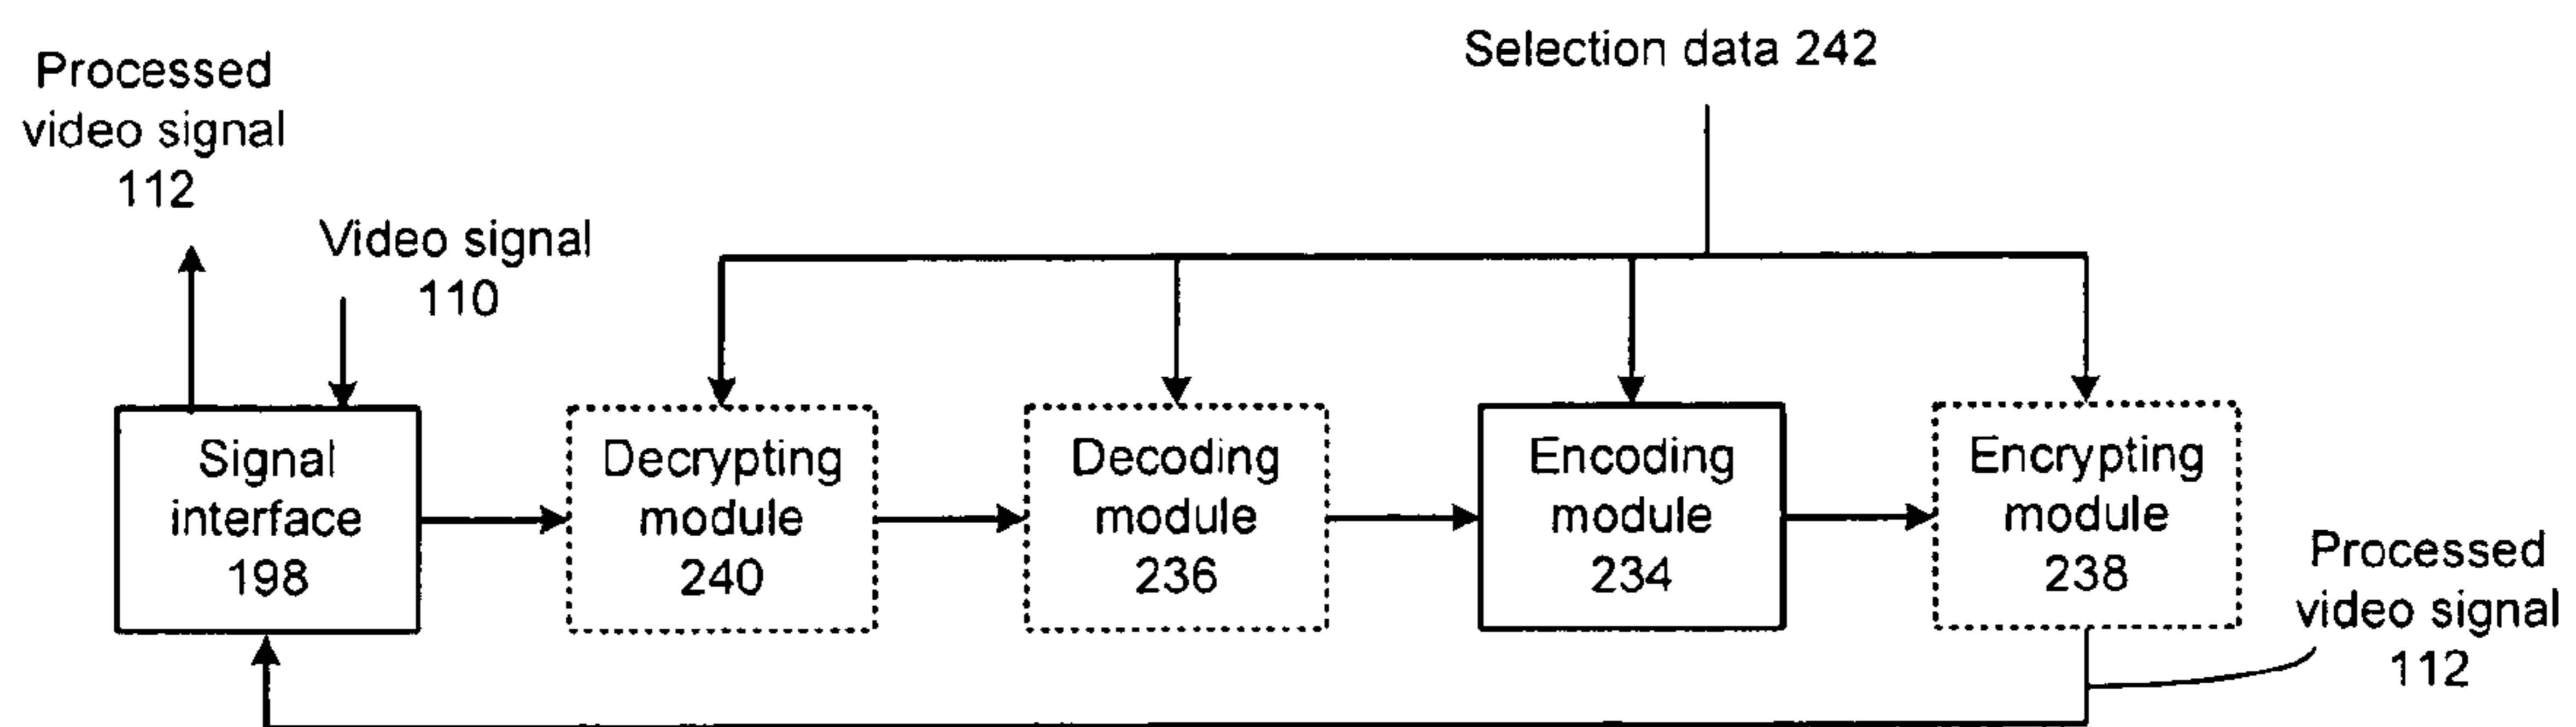 Selection data 242
Processed
video signal
112
Video signal
110
Signal
interface
198
Decrypting
module
240
Decoding
module
236
Encoding
module
234
Encrypting
module
238
Processed
video signal
112